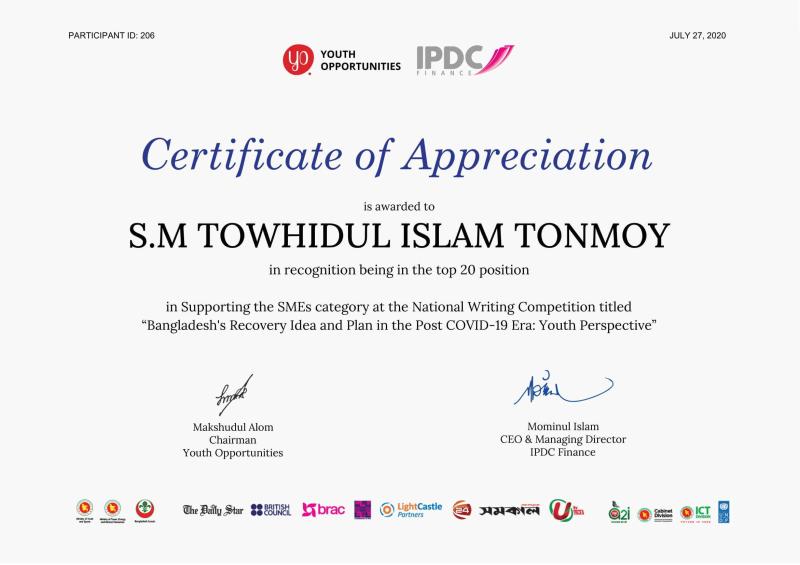 PARTICIPANT ID: 206
JULY 27, 2020
yo YOUTH
OPPORTUNITIES
IPDC
FINANCE
Certificate of Appreciation
is awarded to
S.M TOWHIDUL ISLAM TONMOY
in recognition being in the top 20 position
in Supporting the SMEs category at the National Writing Competition titled
“Bangladesh's Recovery Idea and Plan in the Post COVID-19 Era: Youth Perspective”
Makshudul Alom
Chairman
Youth Opportunities
Mominul Islam
CEO & Managing Director
IPDC Finance
The Daily Star
BRITISH
COUNCIL
brac
LightCastle
Partners
24
সমকাল
a2i
Cabinet
Division
ICT
DIVISION